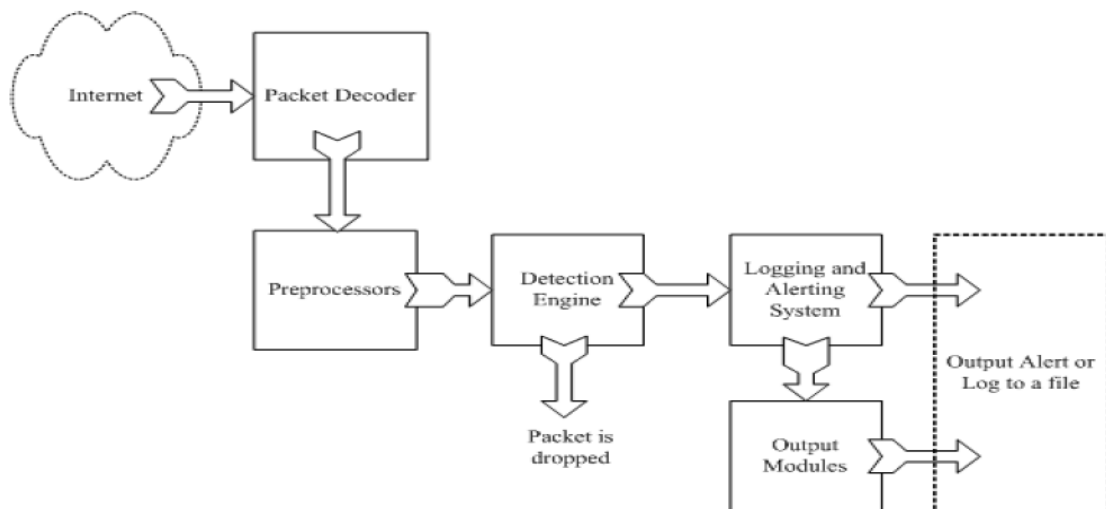 Internet
Packet Decoder
Preprocessors
Detection
Engine
Logging and
Alerting
System
Packet is
dropped
Output
Modules
Output Alert or
Log to a file